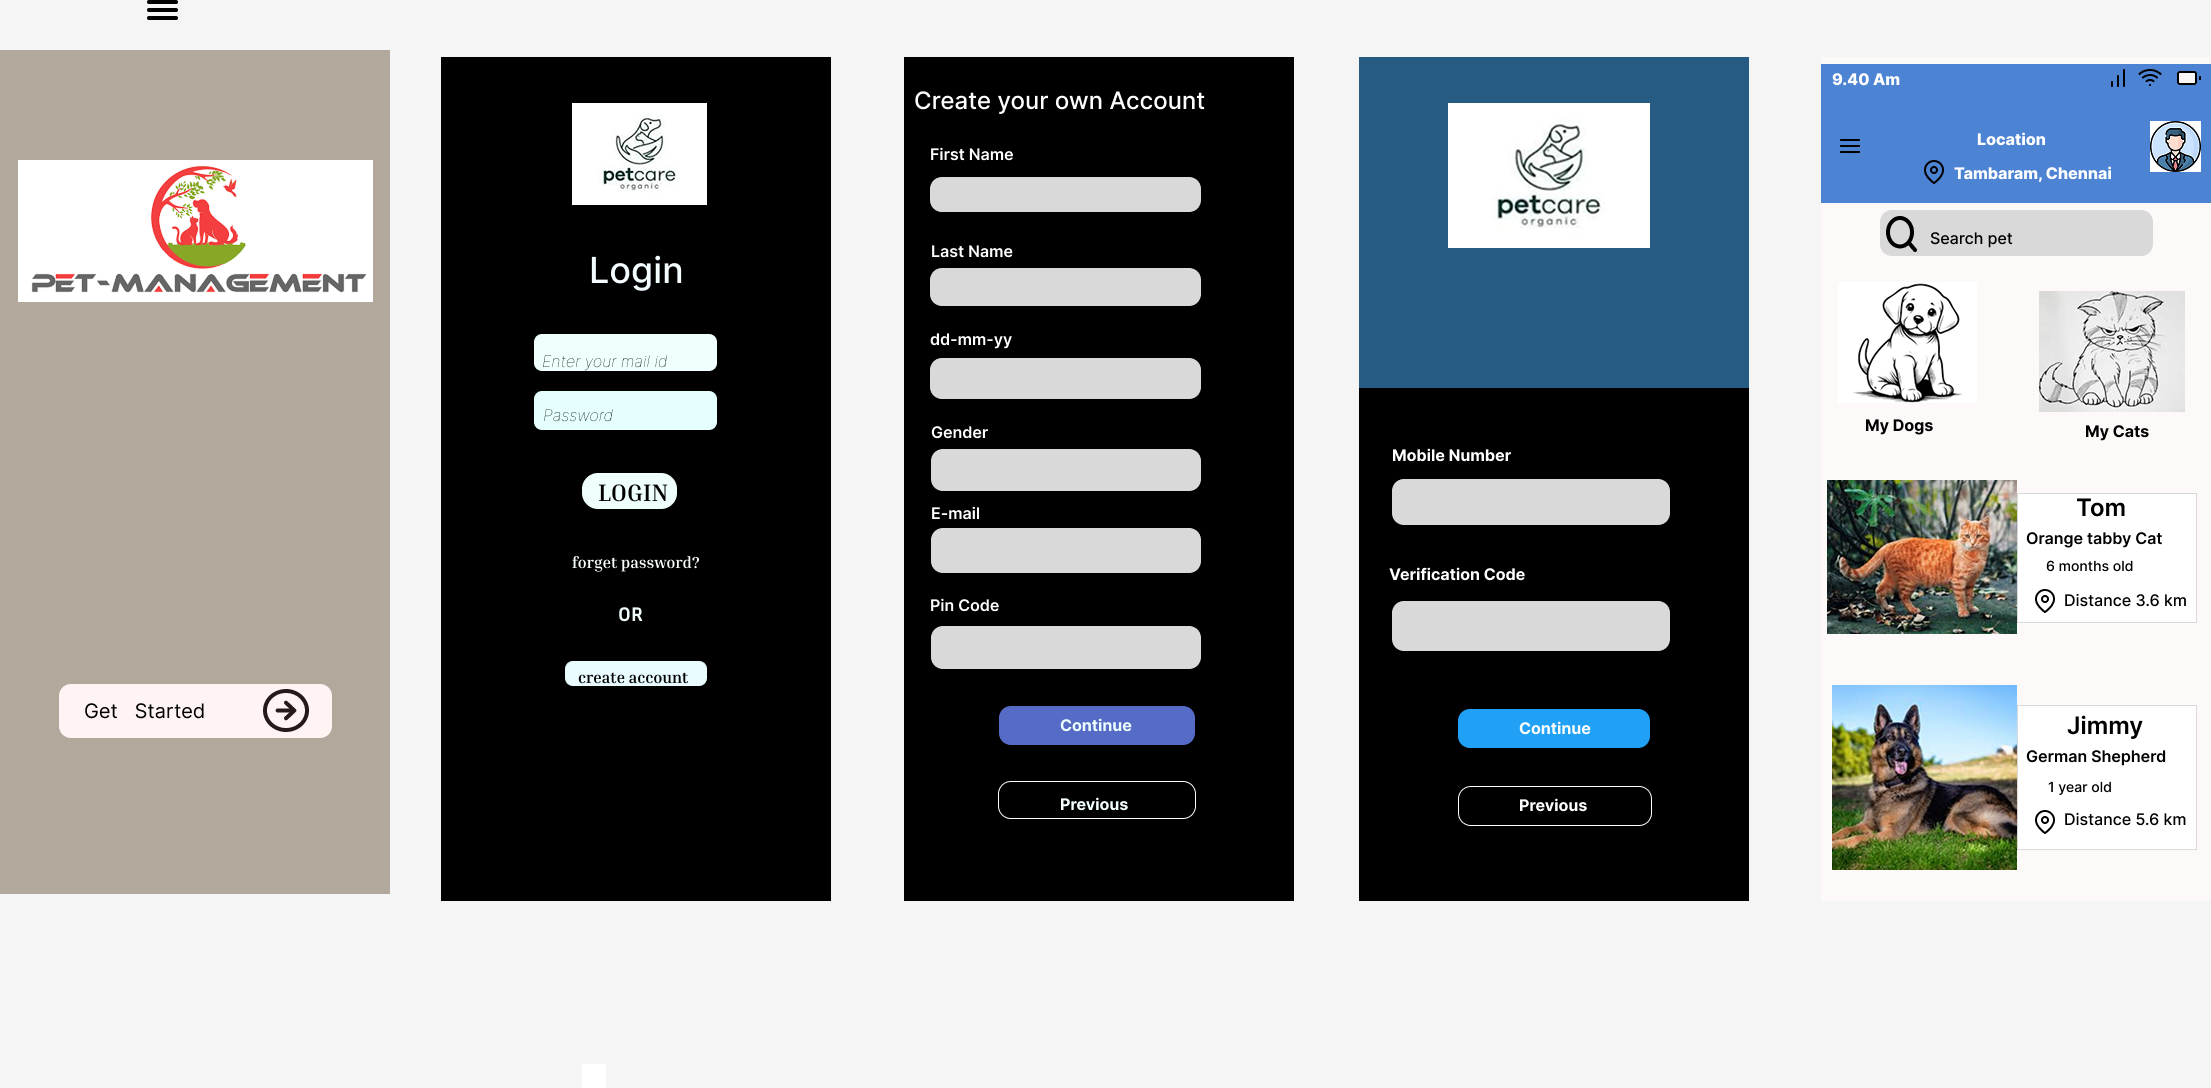 PET-MANAGEMENT
Get Started
petcare
organic
Login
Enter your mail id
Password
LOGIN
forget password?
OR
create account
Create your own Account
First Name
Last Name
dd-mm-yy
Gender
E-mail
Pin Code
Continue
Previous
petcare
organic
Mobile Number
Verification Code
Continue
Previous
9.40 Am
Location
Tambaram, Chennai
Search pet
My Dogs
My Cats
Tom
Orange tabby Cat
6 months old
Distance 3.6 km
Jimmy
German Shepherd
1 year old
Distance 5.6 km